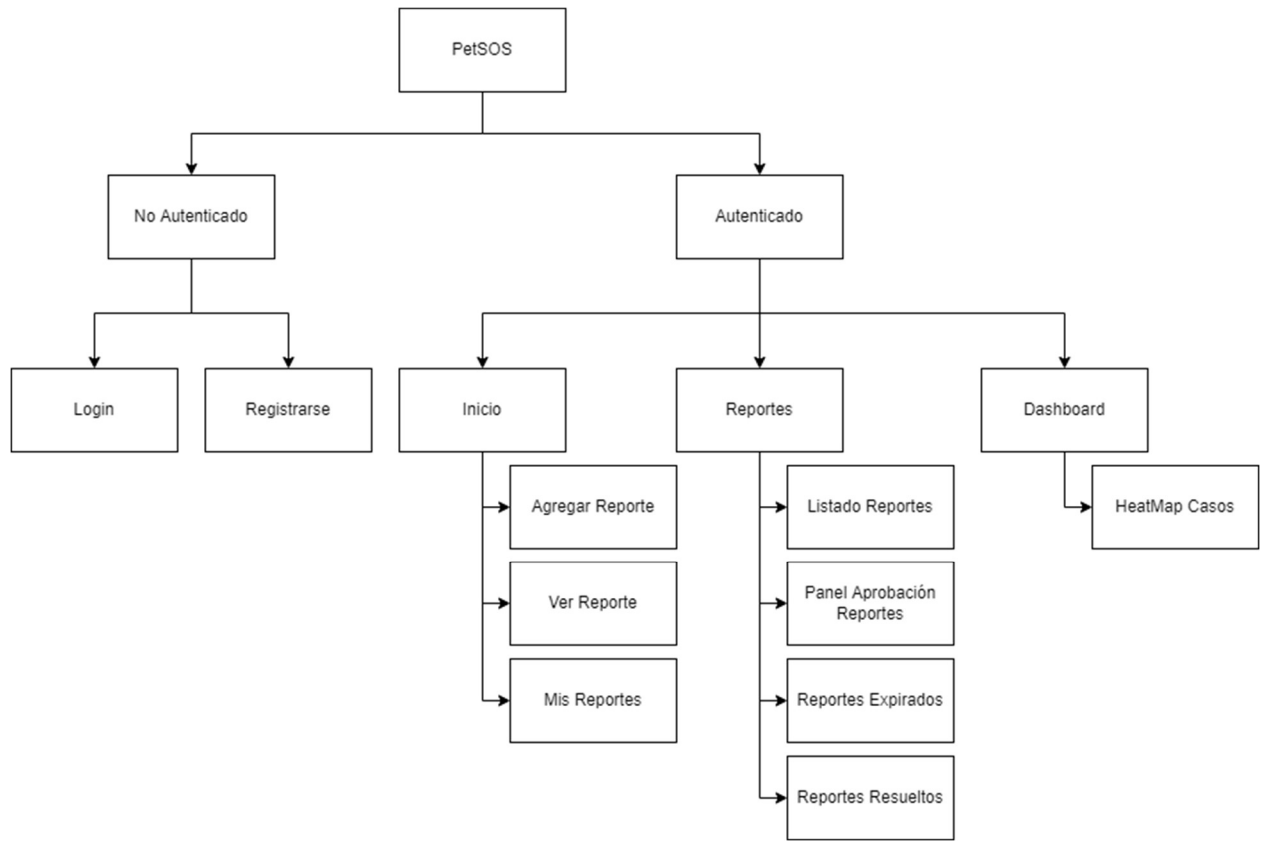 PetSOS
No Autenticado
Autenticado
Login
Registrarse
Inicio
Reportes
Dashboard
Agregar Reporte
Listado Reportes
HeatMap Casos
Ver Reporte
Panel Aprobación
Reportes
Mis Reportes
Reportes Expirados
Reportes Resueltos